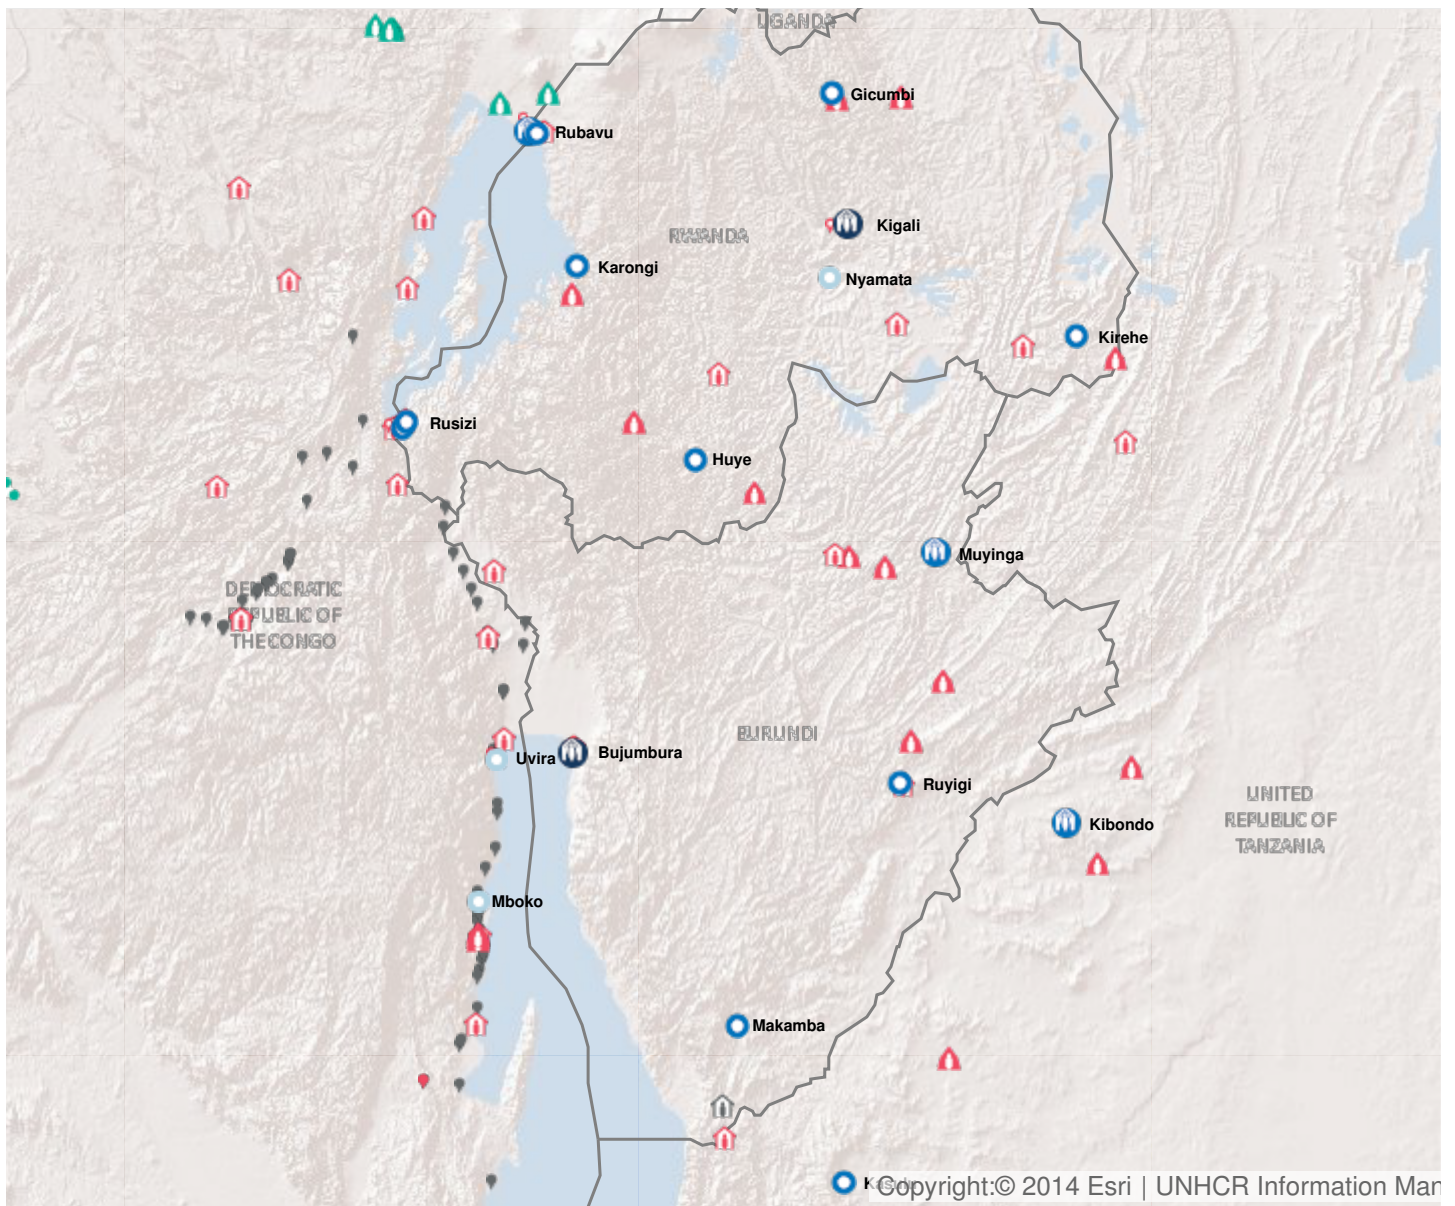 UGANDA
Gicumbi
Rubavu
Kigali
RWANDA
Karongi
Nyamata
Kirehe
Rusizi
Huye
Muyinga
DEMOCRATIC
REPUBLIC OF
THE CONGO
BURUNDI
Bujumbura
Uvira
Ruyigi
UNITED
REPUBLIC OF
TANZANIA
Kibondo
Mboko
Makamba
Kasulu
Copyright:© 2014 Esri | UNHCR Information Man